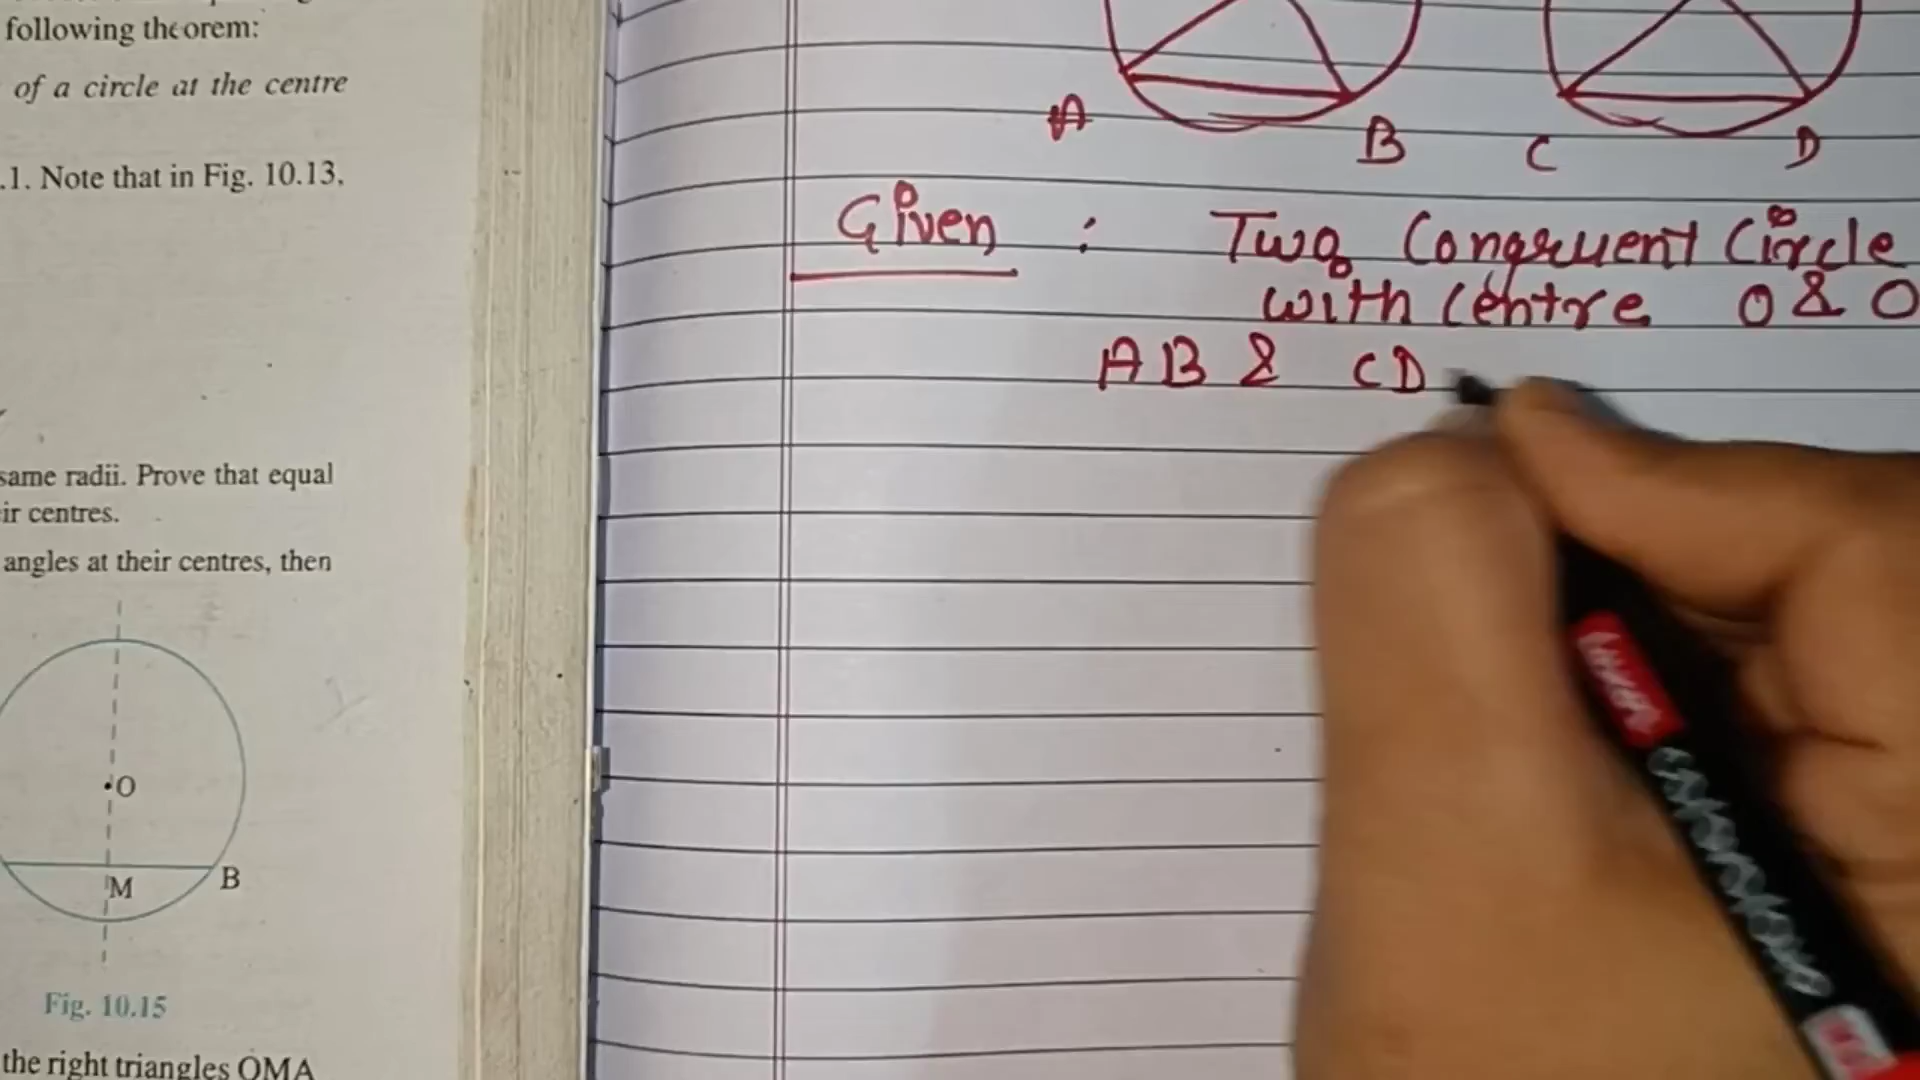 following theorem:
of a circle at the centre
.1. Note that in Fig. 10.13,
same radii. Prove that equal
ir centres.
angles at their centres, then
O
M
B
Fig. 10.15
the right triangles OMA
A
B
C
D
Given : Two Congruent Circle
with Centre O & O
AB & CD